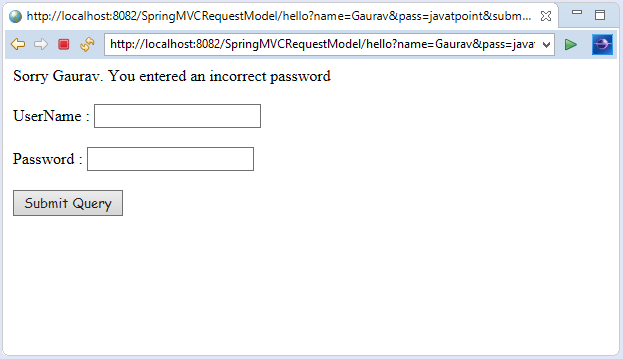 http://localhost:8082/SpringMVCRequestModel/hello?name=Gaurav&pass=javatpoint&subm...
http://localhost:8082/SpringMVCRequestModel/hello?name=Gaurav&pass=javat
Sorry Gaurav. You entered an incorrect password
UserName :
Password :
Submit Query